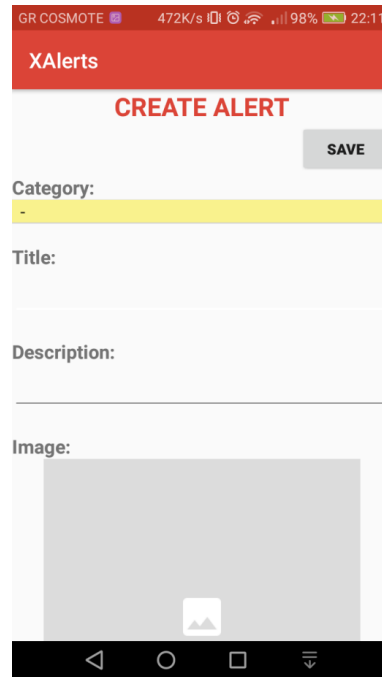 GR COSMOTE 472K/s 98% 22:11
XAlerts
CREATE ALERT
SAVE
Category:
-
Title:
Description:
Image: